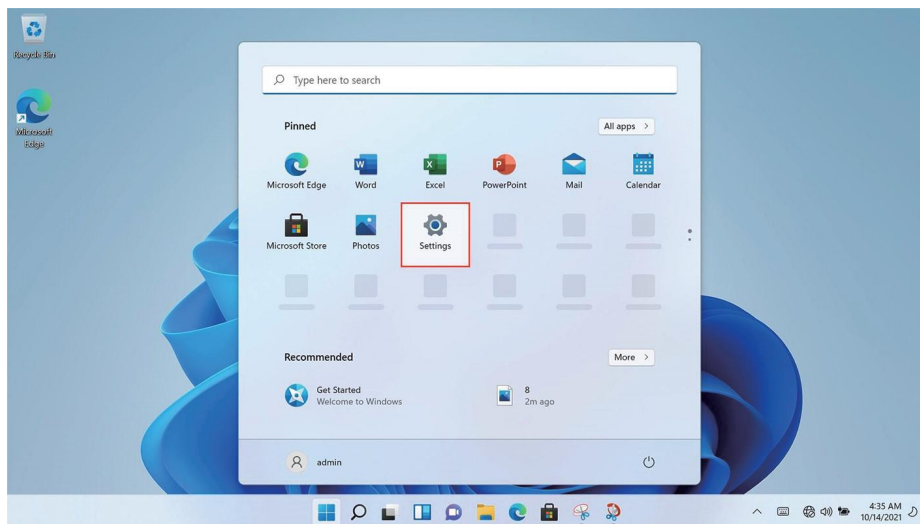 Recycle Bin
Microsoft
Edge
Type here to search
Pinned
All apps >
Microsoft Edge
Word
Excel
PowerPoint
Mail
Calendar
Microsoft Store
Photos
Settings
Recommended
More >
Get Started
Welcome to Windows
8
2m ago
admin
4:35 AM
10/14/2021